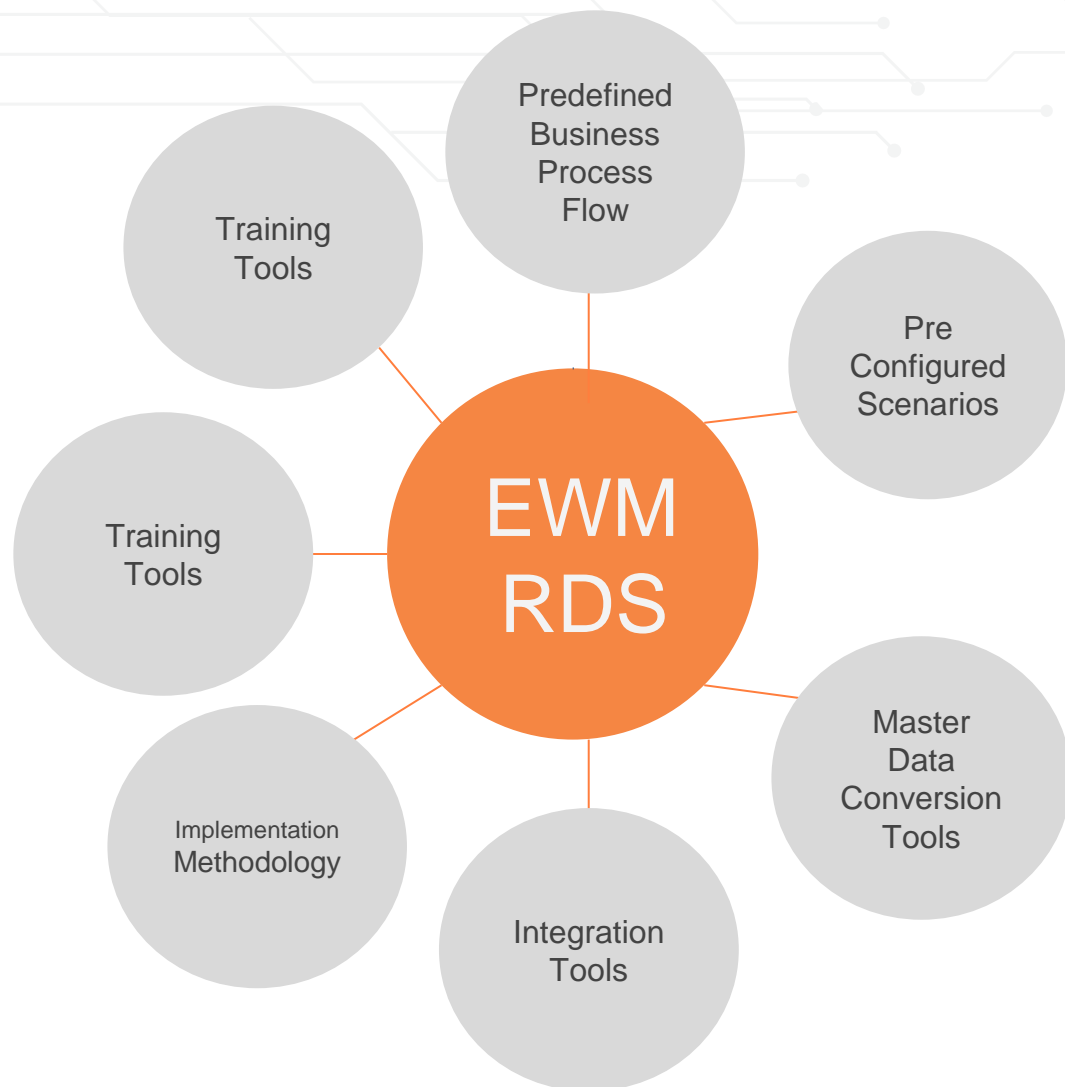 Predefined
Business
Process
Flow
Training
Tools
Pre
Configured
Scenarios
EWM
RDS
Training
Tools
Master
Data
Conversion
Tools
Implementation
Methodology
Integration
Tools